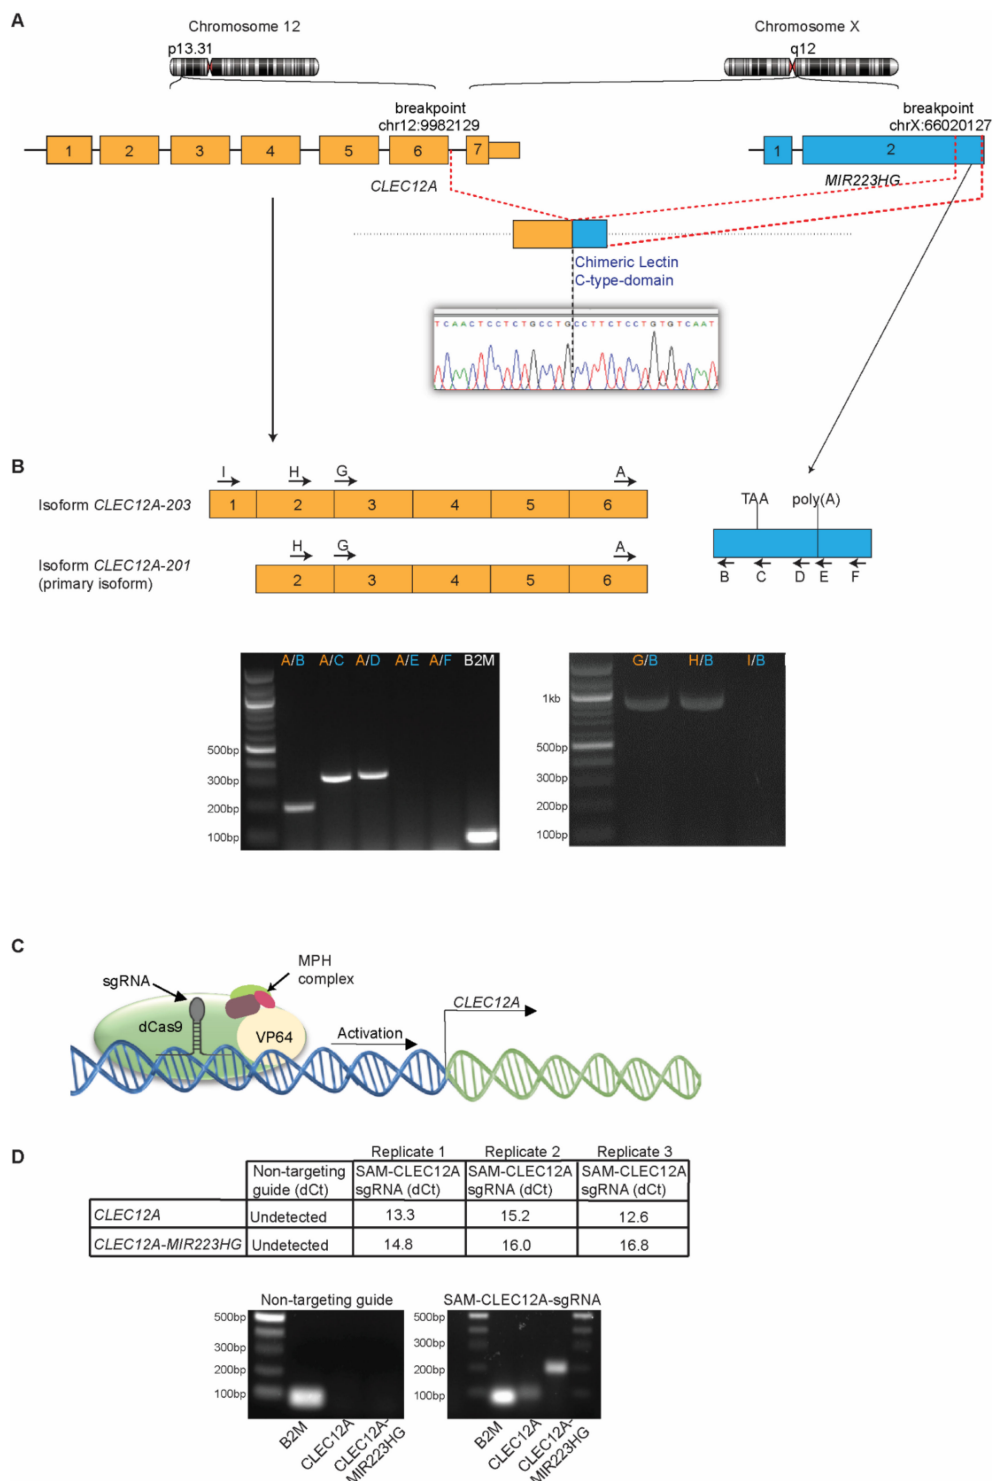 A
Chromosome 12
Chromosome X
p13.31
q12
breakpoint
chr12:9982129
breakpoint
chrX:66020127
1 2 3 4 5 6 7
1 2
CLEC12A
MIR223HG
Chimeric Lectin
C-type-domain
TCAACTCCTCTGCCTGCCTTCTCCTGTGTCAAT
B
I H G A
Isoform CLEC12A-203
1 2 3 4 5 6
TAA poly(A)
H G A
Isoform CLEC12A-201
(primary isoform)
2 3 4 5 6
B C D E F
A/B A/C A/D A/E A/F B2M
500bp
300bp
200bp
100bp
G/B H/B I/B
1kb
500bp
300bp
200bp
100bp
C
sgRNA
MPH
complex
dCas9
VP64
Activation
CLEC12A
D
Replicate 1 Replicate 2 Replicate 3
Non-targeting guide (dCt) SAM-CLEC12A sgRNA (dCt) SAM-CLEC12A sgRNA (dCt) SAM-CLEC12A sgRNA (dCt)
CLEC12A Undetected 13.3 15.2 12.6
CLEC12A-MIR223HG Undetected 14.8 16.0 16.8
Non-targeting guide
500bp
300bp
200bp
100bp
B2M
CLEC12A
CLEC12A-
MIR223HG
SAM-CLEC12A-sgRNA
500bp
400bp
300bp
200bp
100bp
B2M
CLEC12A
CLEC12A-
MIR223HG